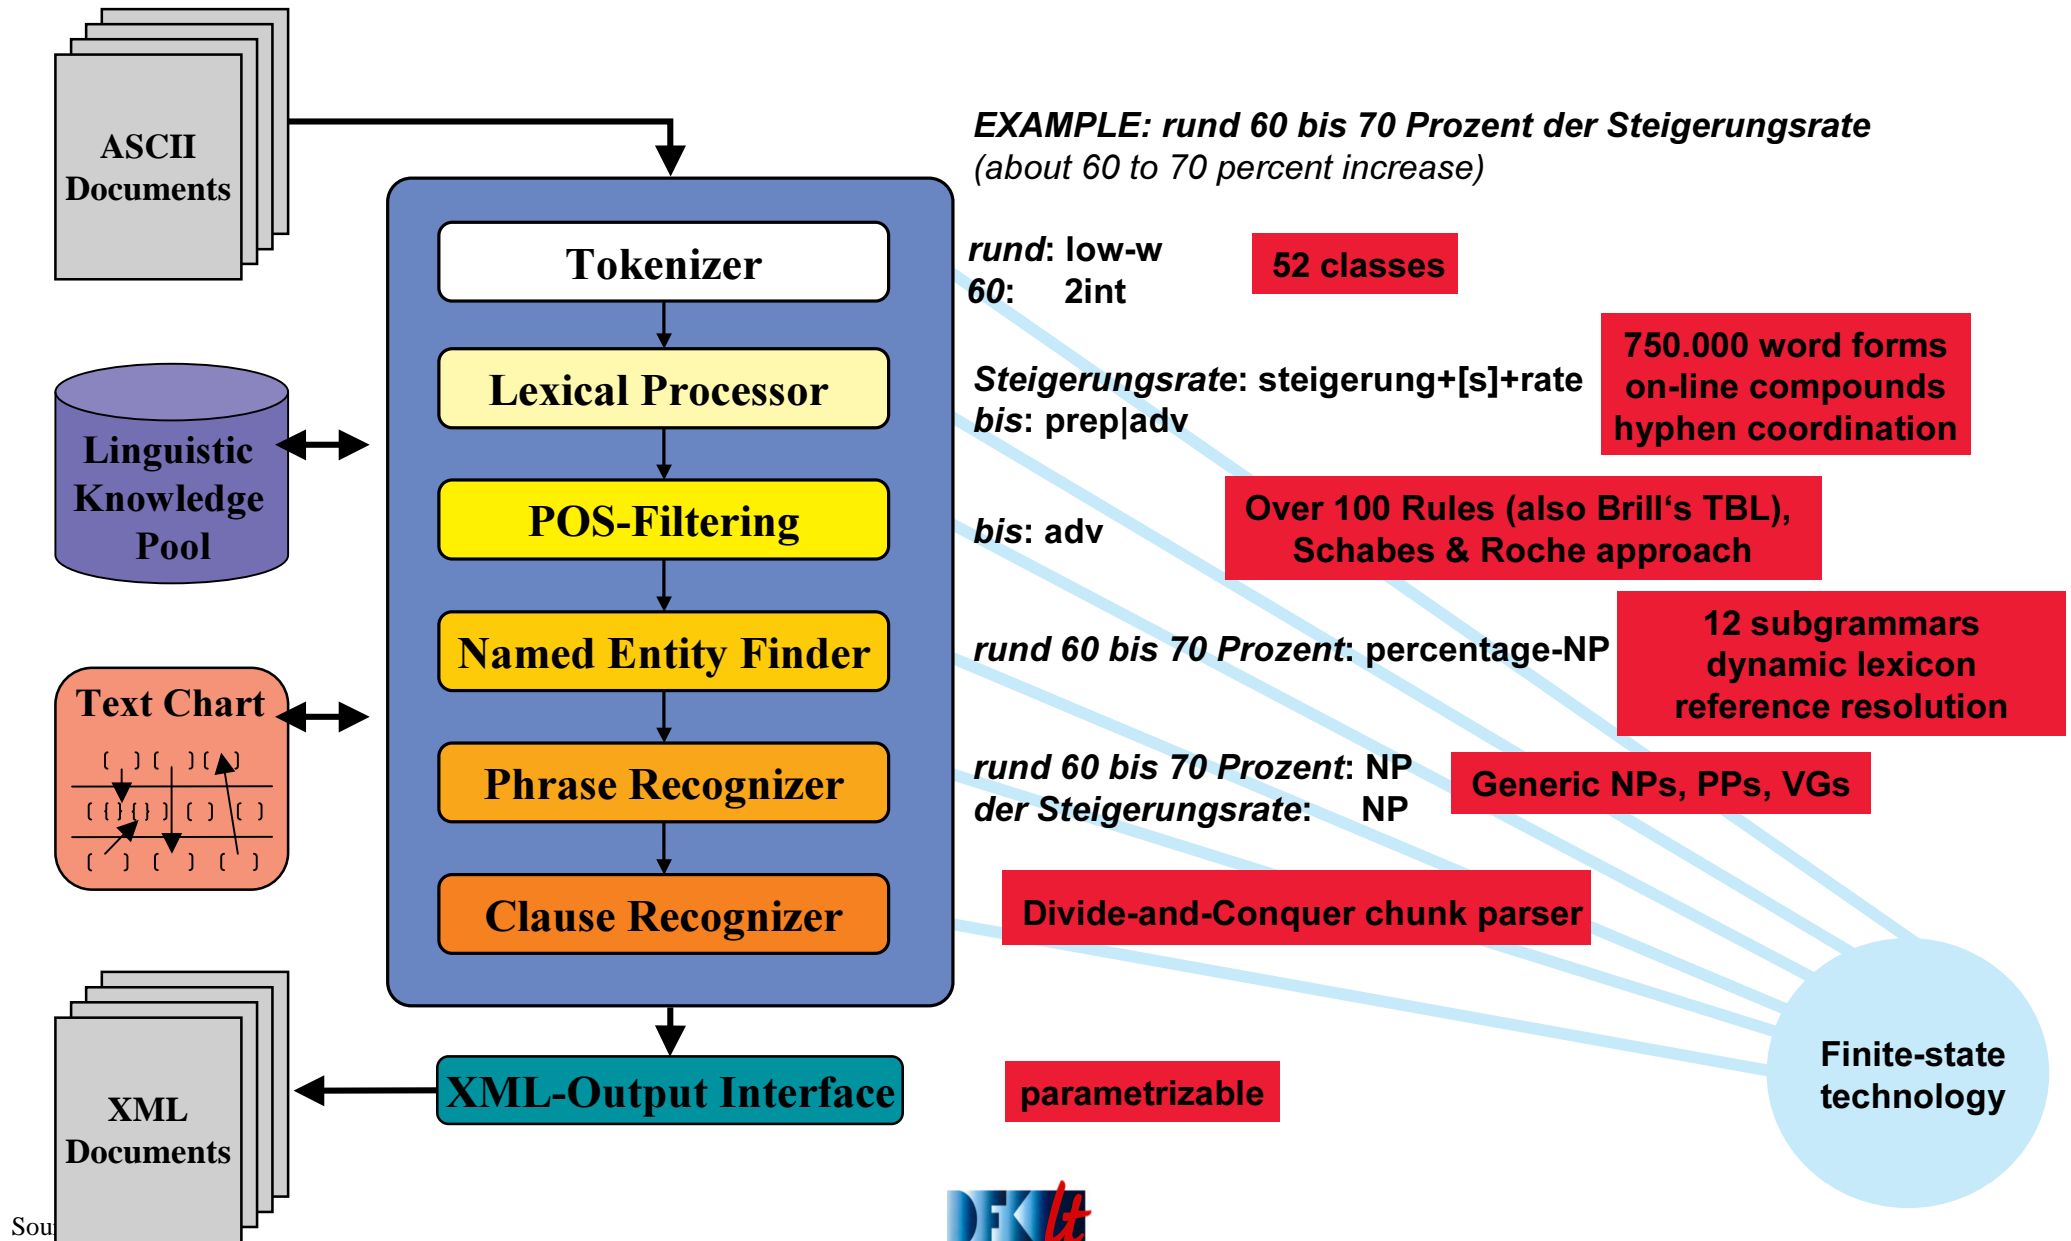 ASCII
Documents
EXAMPLE: rund 60 bis 70 Prozent der Steigerungsrate
(about 60 to 70 percent increase)
Tokenizer
rund: low-w
60: 2int
52 classes
Lexical Processor
Steigerungsrate: steigerung+[s]+rate
bis: prep|adv
750.000 word forms
on-line compounds
hyphen coordination
Linguistic
Knowledge
Pool
POS-Filtering
bis: adv
Over 100 Rules (also Brill‘s TBL),
Schabes & Roche approach
Named Entity Finder
rund 60 bis 70 Prozent: percentage-NP
12 subgrammars
dynamic lexicon
reference resolution
Text Chart
Phrase Recognizer
rund 60 bis 70 Prozent: NP
der Steigerungsrate: NP
Generic NPs, PPs, VGs
Clause Recognizer
Divide-and-Conquer chunk parser
Finite-state
technology
XML-Output Interface
parametrizable
XML
Documents
DFKI lt